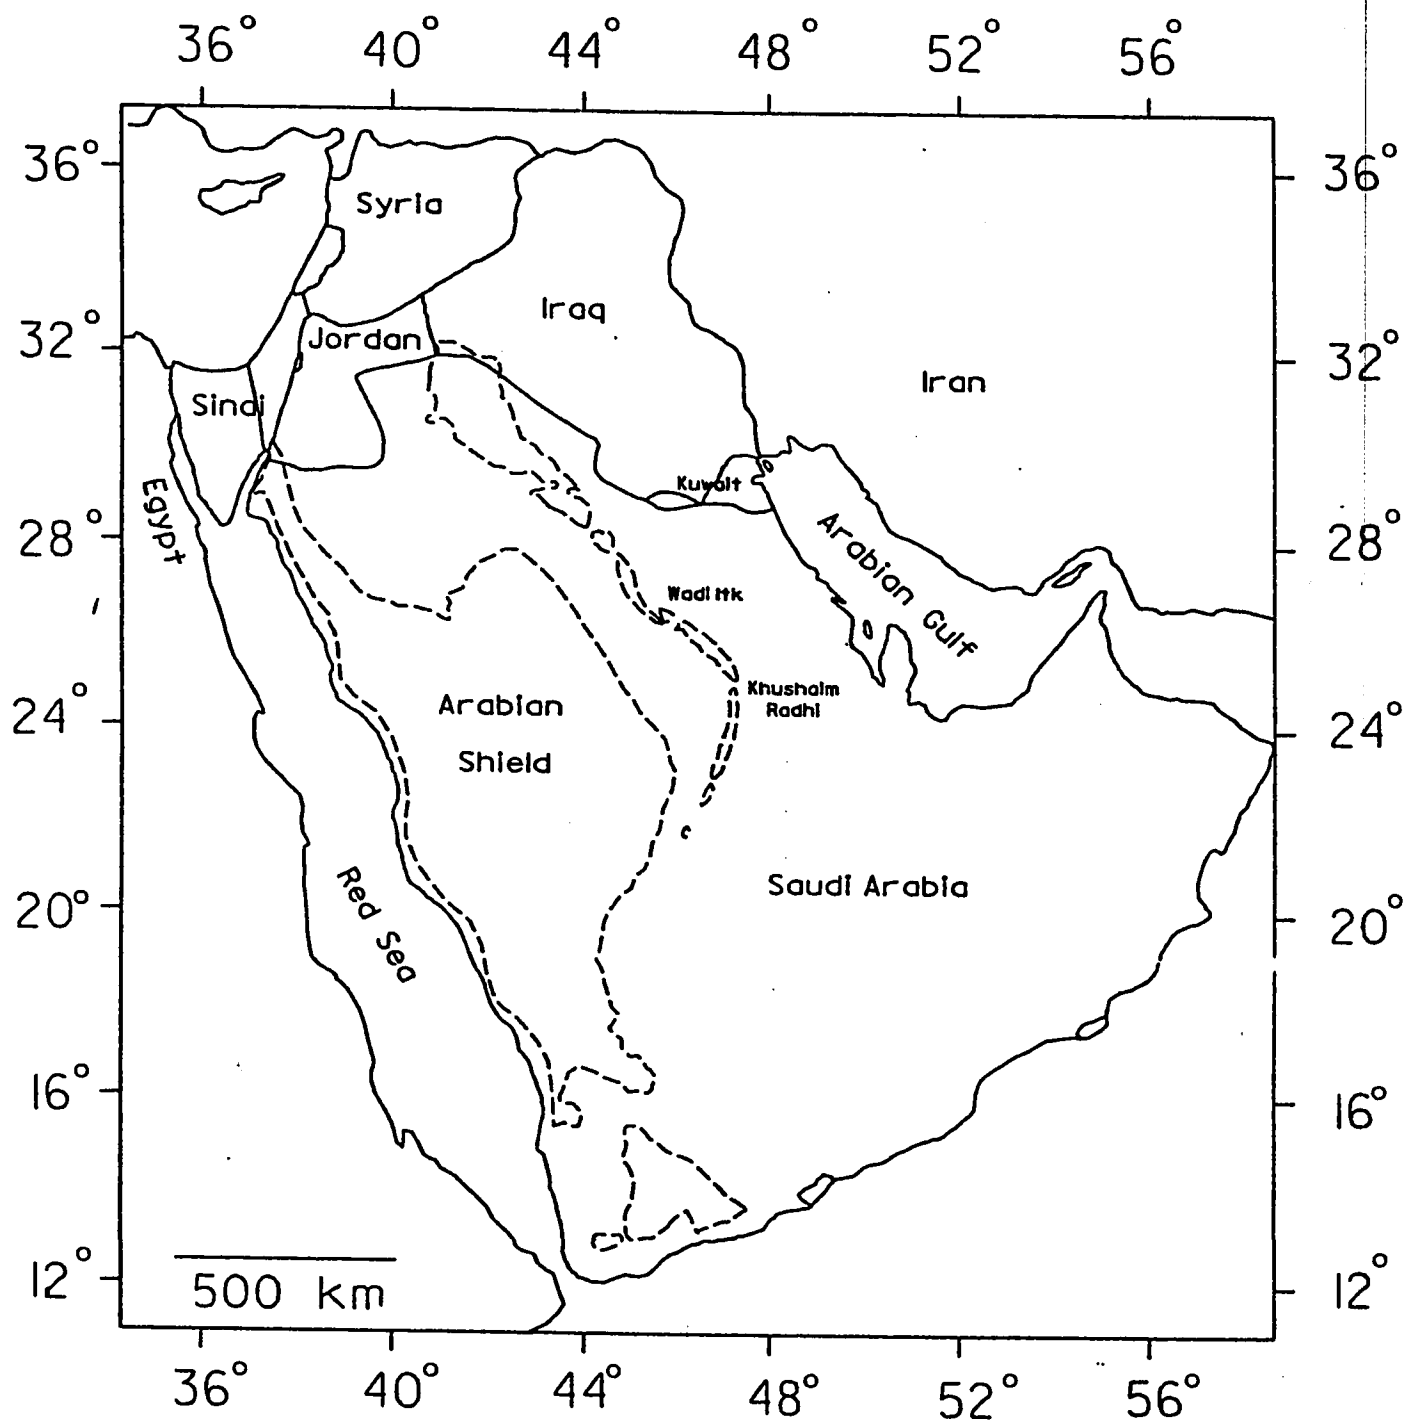 36° 40° 44° 48° 52° 56°
36° 36°
Syria
Iraq
32° 32°
Jordan
Iran
Sindi
Kuwait
Egypt
28° 28°
Arabian Gulf
Wadi Itk
Khushaim
Radhi
Arabian
24° 24°
Shield
Red Sea
Saudi Arabia
20° 20°
16° 16°
12° 12°
500 km
36° 40° 44° 48° 52° 56°